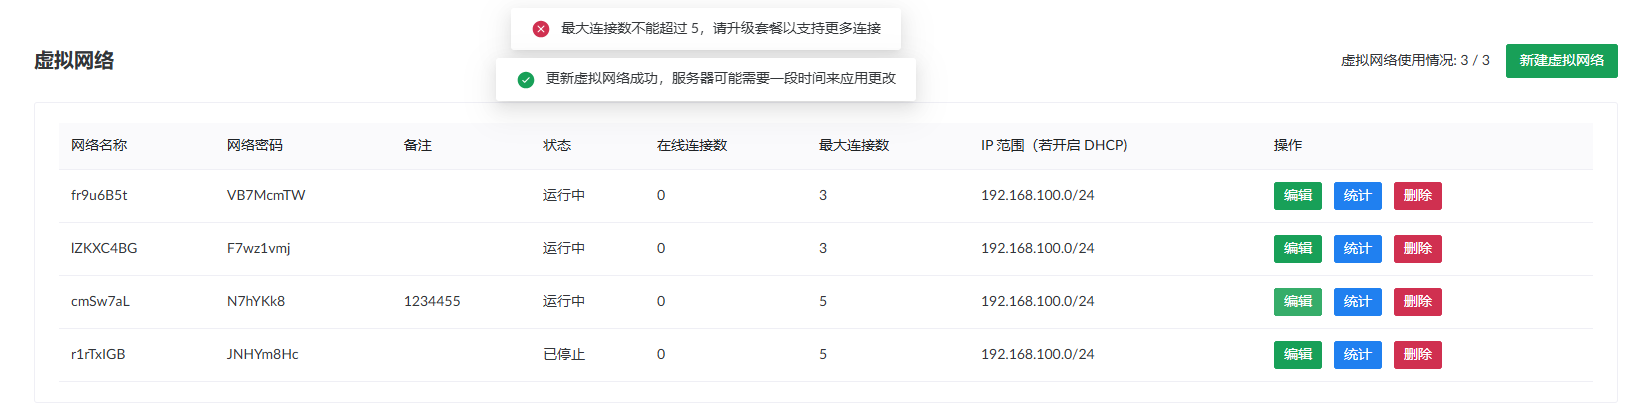 最大连接数不能超过 5，请升级套餐以支持更多连接
虚拟网络
虚拟网络使用情况: 3 / 3
新建虚拟网络
更新虚拟网络成功，服务器可能需要一段时间来应用更改
网络名称 网络密码 备注 状态 在线连接数 最大连接数 IP 范围（若开启 DHCP) 操作
fr9u6B5t VB7McmTW 运行中 0 3 192.168.100.0/24 编辑 统计 删除
lZKXC4BG F7wz1vmj 运行中 0 3 192.168.100.0/24 编辑 统计 删除
cmSw7aL N7hYKk8 1234455 运行中 0 5 192.168.100.0/24 编辑 统计 删除
r1rTxIGB JNHYm8Hc 已停止 0 5 192.168.100.0/24 编辑 统计 删除